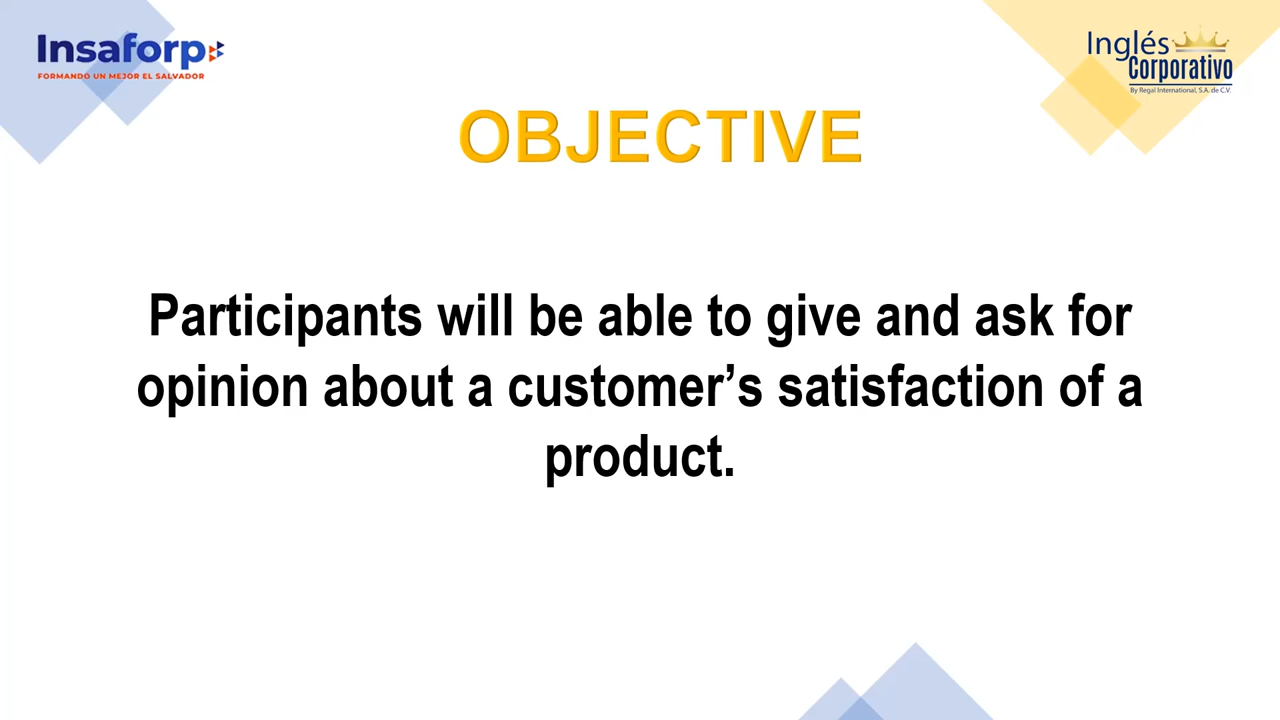 Insaforp
FORMANDO UN MEJOR EL SALVADOR
Inglés
Corporativo
By Regal International, S.A. de C.V.
OBJECTIVE
Participants will be able to give and ask for
opinion about a customer’s satisfaction of a
product.